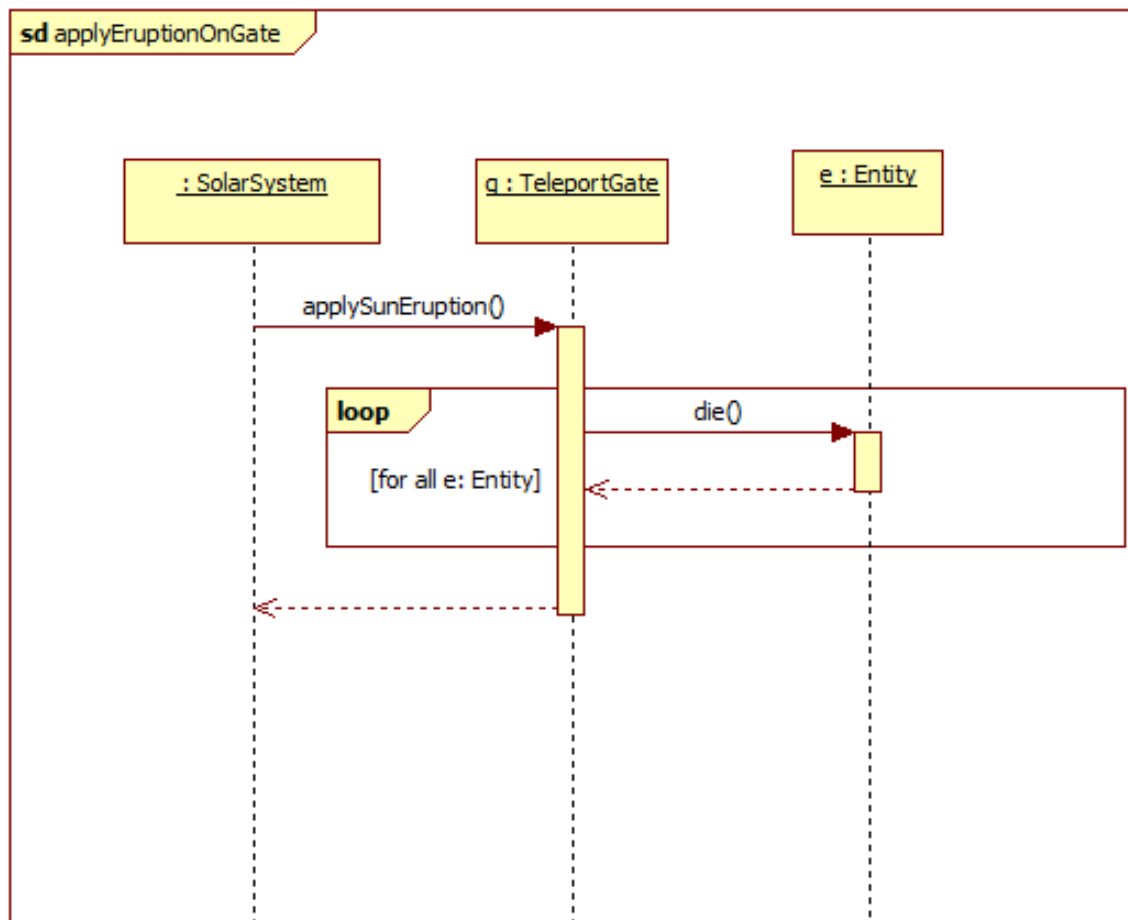 sd applyEruptionOnGate
: SolarSystem
g : TeleportGate
e : Entity
applySunEruption()
loop
die()
[for all e: Entity]